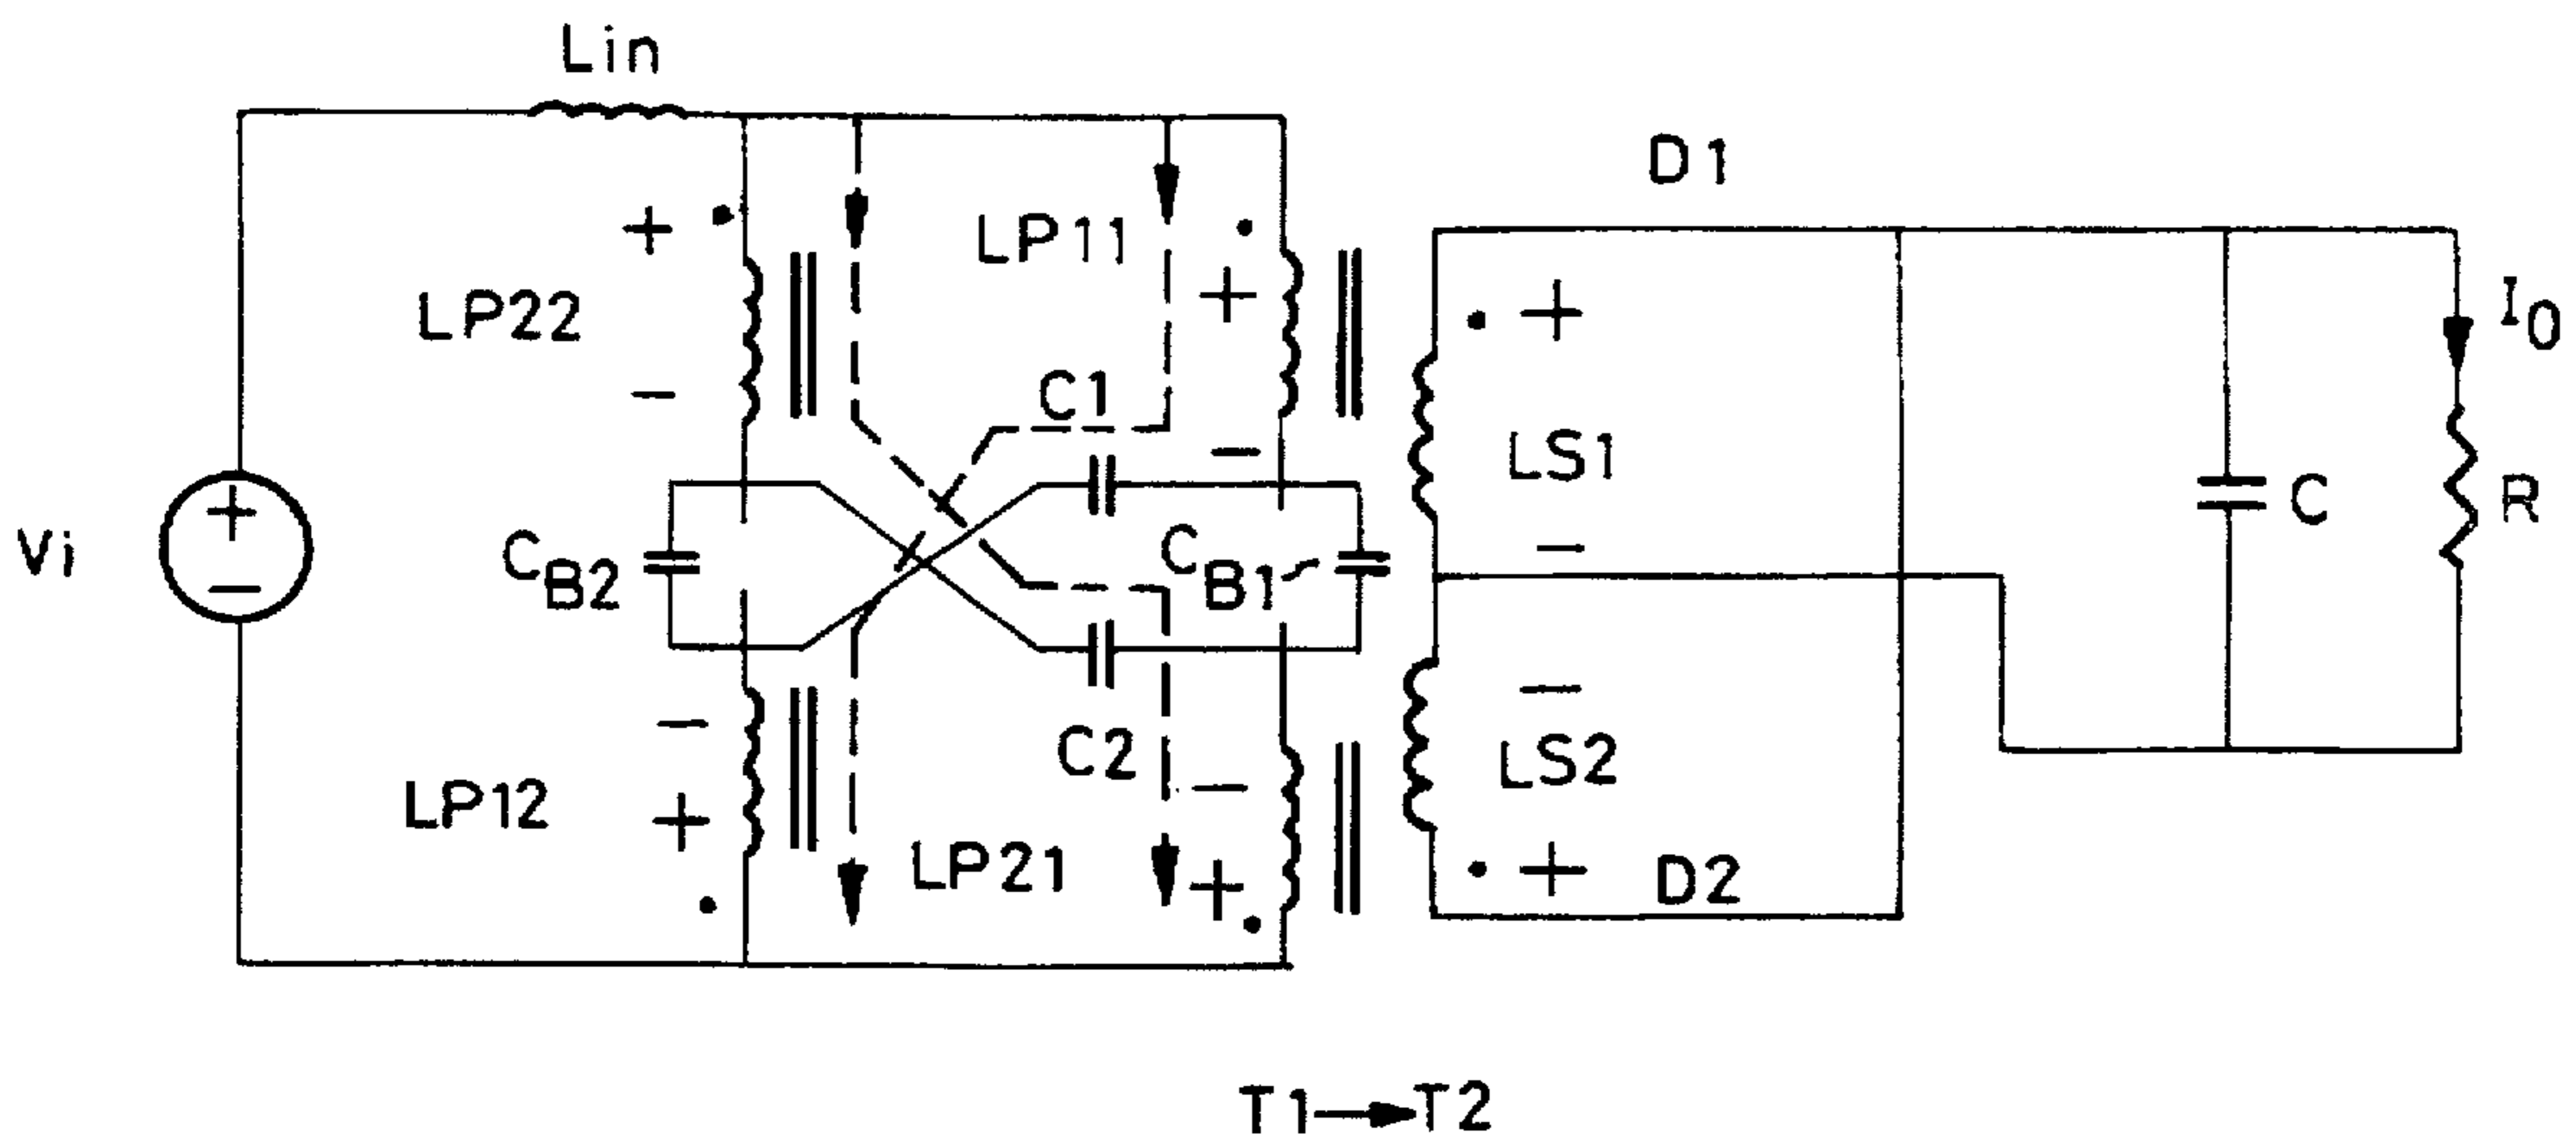 Lin
D1
LP11
I0
LP22
C1
LS1
C
R
Vi
CB2
CB1
C2
LS2
LP12
LP21
D2
T1→T2